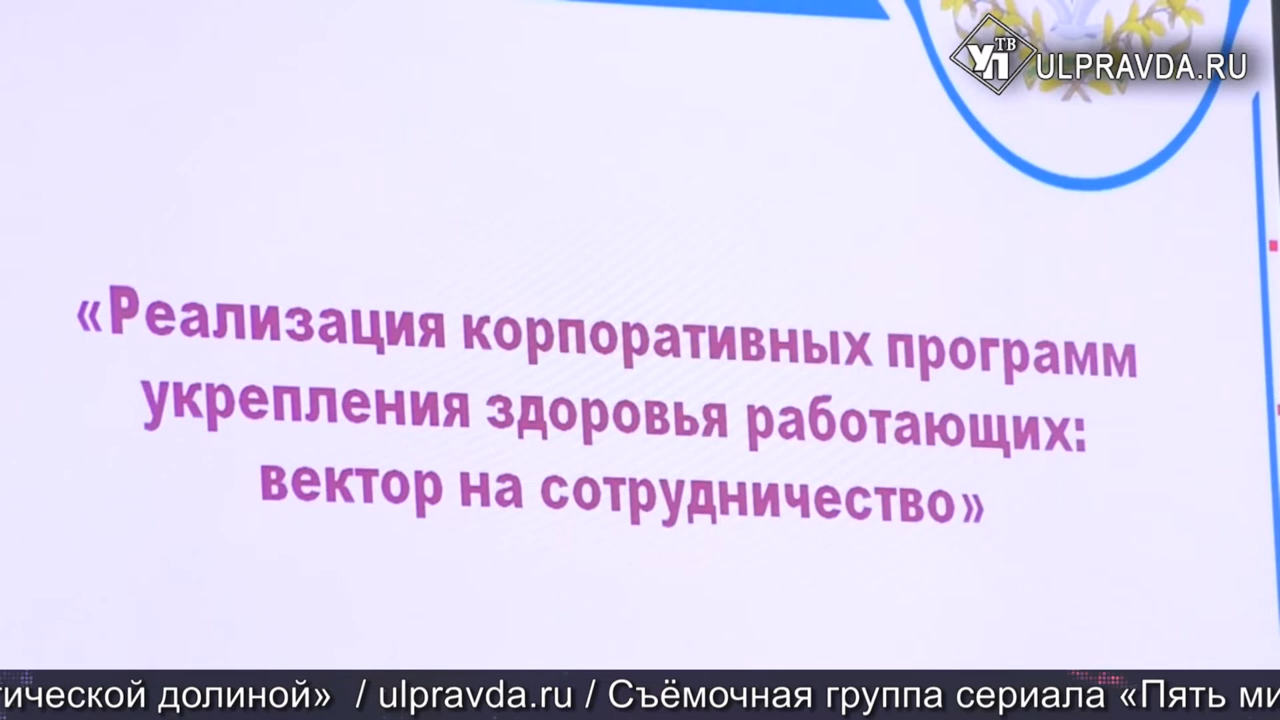 УП ТВ
ULPRAVDA.RU
«Реализация корпоративных программ
укрепления здоровья работающих:
вектор на сотрудничество»
тической долиной» / ulpravda.ru / Съёмочная группа сериала «Пять ми